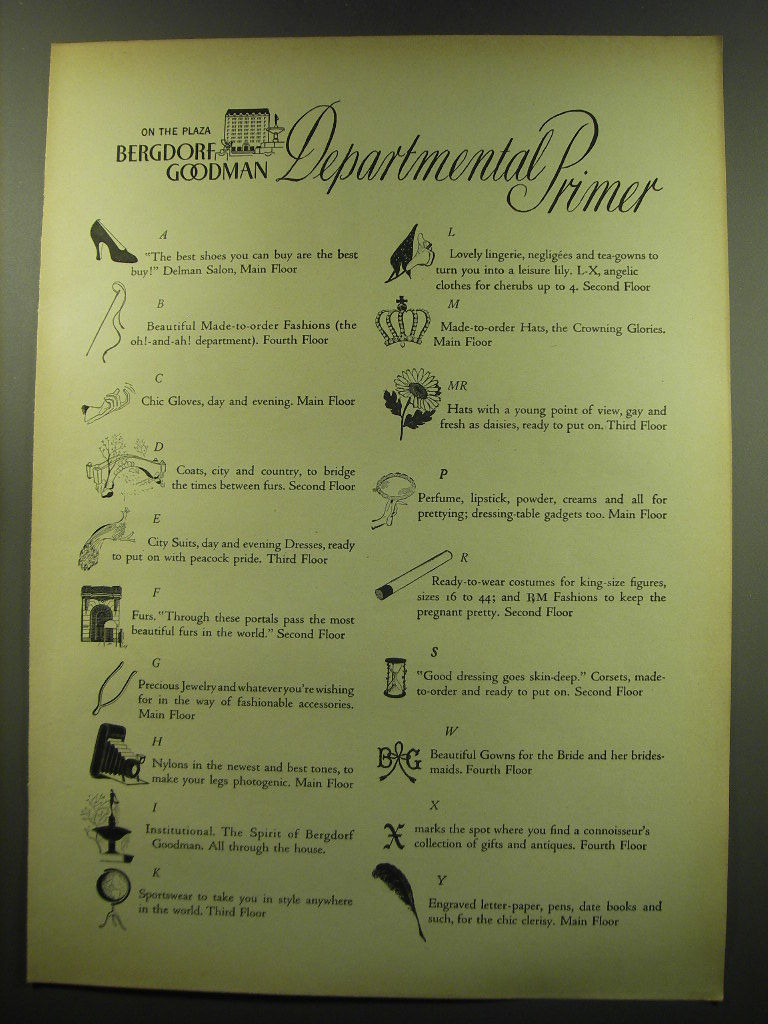 ON THE PLAZA
BERGDORF
GOODMAN
Departmental
Primer
A
"The best shoes you can buy are the best
buy!" Delman Salon, Main Floor
B
Beautiful Made-to-order Fashions (the
oh!-and-ah! department). Fourth Floor
C
Chic Gloves, day and evening. Main Floor
D
Coats, city and country, to bridge
the times between furs. Second Floor
E
City Suits, day and evening Dresses, ready
to put on with peacock pride. Third Floor
F
Furs. "Through these portals pass the most
beautiful furs in the world." Second Floor
G
Precious Jewelry and whatever you're wishing
for in the way of fashionable accessories.
Main Floor
H
Nylons in the newest and best tones, to
make your legs photogenic. Main Floor
I
Institutional. The Spirit of Bergdorf
Goodman. All through the house.
K
Sportswear to take you in style anywhere
in the world. Third Floor
L
Lovely lingerie, negligées and tea-gowns to
turn you into a leisure lily. L-X, angelic
clothes for cherubs up to 4. Second Floor
M
Made-to-order Hats, the Crowning Glories.
Main Floor
MR
Hats with a young point of view, gay and
fresh as daisies, ready to put on. Third Floor
P
Perfume, lipstick, powder, creams and all for
prettying; dressing-table gadgets too. Main Floor
R
Ready-to-wear costumes for king-size figures,
sizes 16 to 44; and RM Fashions to keep the
pregnant pretty. Second Floor
S
"Good dressing goes skin-deep." Corsets, made-
to-order and ready to put on. Second Floor
W
BG
Beautiful Gowns for the Bride and her brides-
maids. Fourth Floor
X
X marks the spot where you find a connoisseur's
collection of gifts and antiques. Fourth Floor
Y
Engraved letter-paper, pens, date books and
such, for the chic clerisy. Main Floor